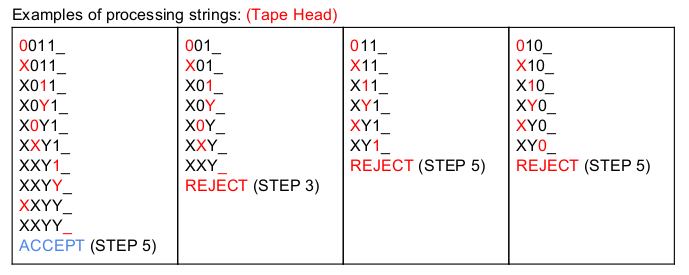 Examples of processing strings: (Tape Head)
0011_
X011_
X011_
X0Y1_
X0Y1_
XXY1_
XXY1_
XXYY_
XXYY_
XXYY_
ACCEPT (STEP 5)
001_
X01_
X01_
X0Y_
X0Y_
XXY_
XXY_
REJECT (STEP 3)
011_
X11_
X11_
XY1_
XY1_
XY1_
REJECT (STEP 5)
010_
X10_
X10_
XY0_
XY0_
XY0_
REJECT (STEP 5)